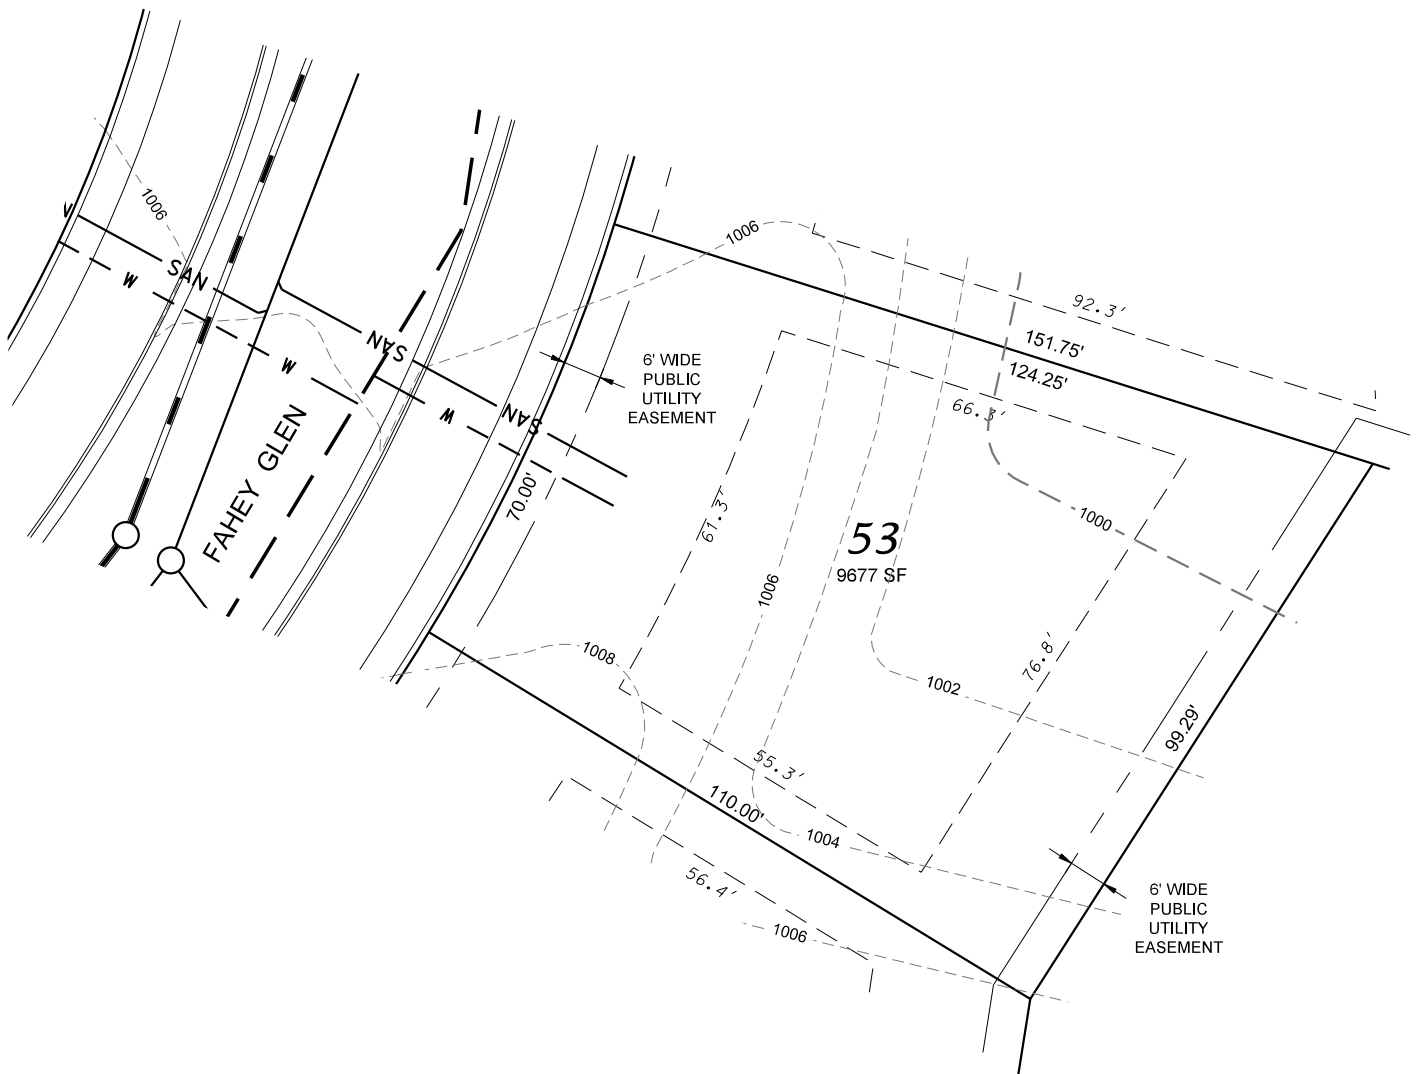 1006
SAN
W
W
SAN
FAHEY GLEN
1006
6' WIDE
PUBLIC
UTILITY
EASEMENT
SAN
W
70.00'
92.3'
151.75'
124.25'
66.3'
61.3'
53
9677 SF
1000
1006
1008
1002
76.8'
99.29'
55.3'
110.00'
1004
56.4'
1006
6' WIDE
PUBLIC
UTILITY
EASEMENT